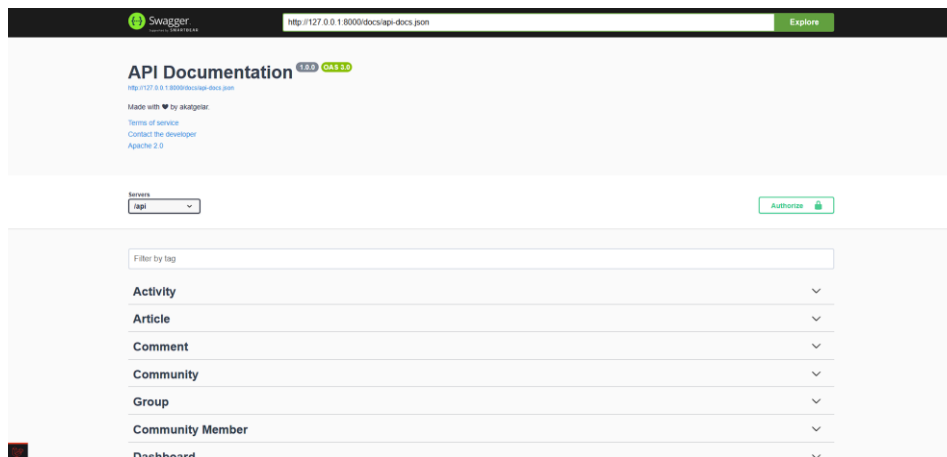 Swagger
Supported by SMARTBEAR
http://127.0.0.1:8000/docs/api-docs.json
Explore
API Documentation 1.0.0 OAS 3.0
http://127.0.0.1:8000/docs/api-docs.json
Made with ❤ by akatgelar.
Terms of service
Contact the developer
Apache 2.0
Servers
/api
Authorize
Filter by tag
Activity
Article
Comment
Community
Group
Community Member
Dashboard